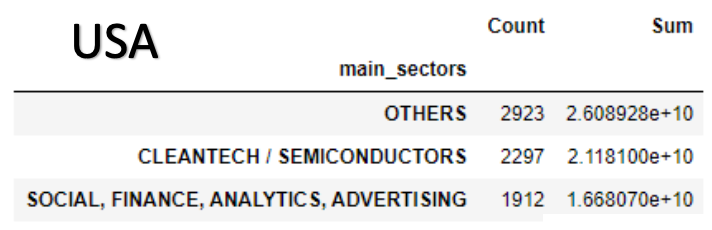 USA
Count Sum
main_sectors
OTHERS 2923 2.608928e+10
CLEANTECH / SEMICONDUCTORS 2297 2.118100e+10
SOCIAL, FINANCE, ANALYTICS, ADVERTISING 1912 1.668070e+10